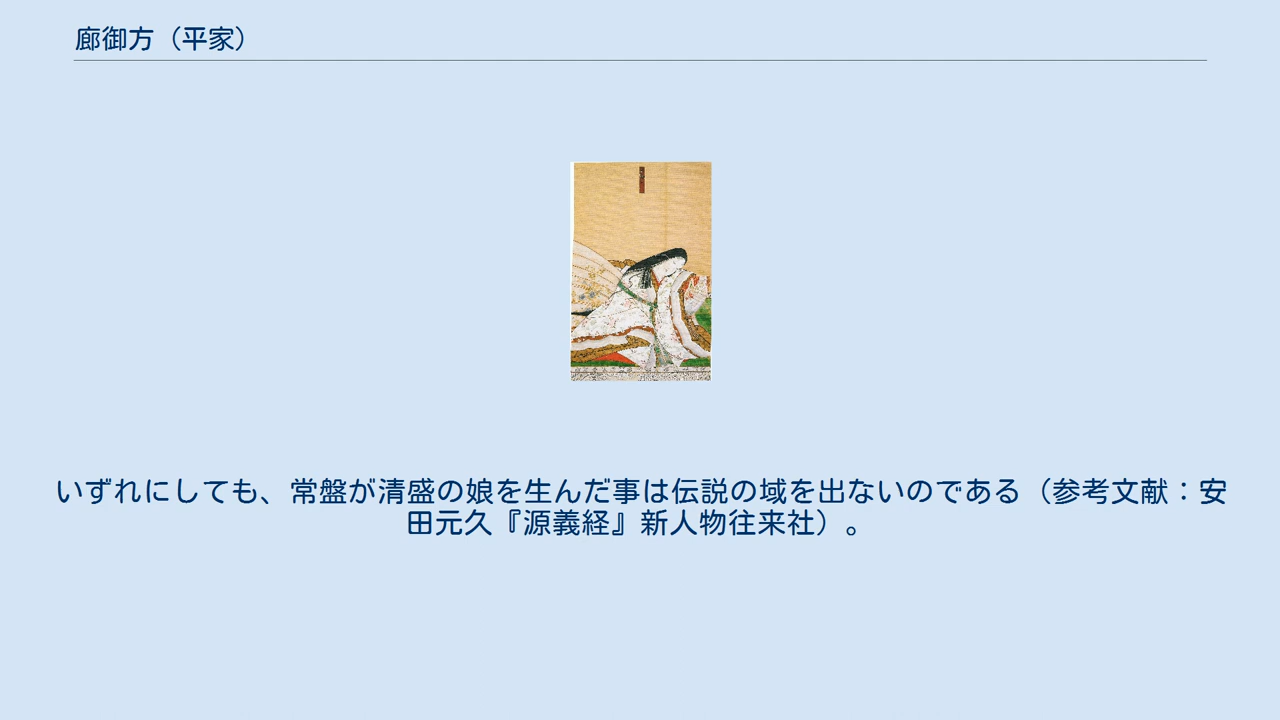 廊御方（平家）
いずれにしても、常盤が清盛の娘を生んだ事は伝説の域を出ないのである（参考文献：安
田元久『源義経』新人物往来社）。